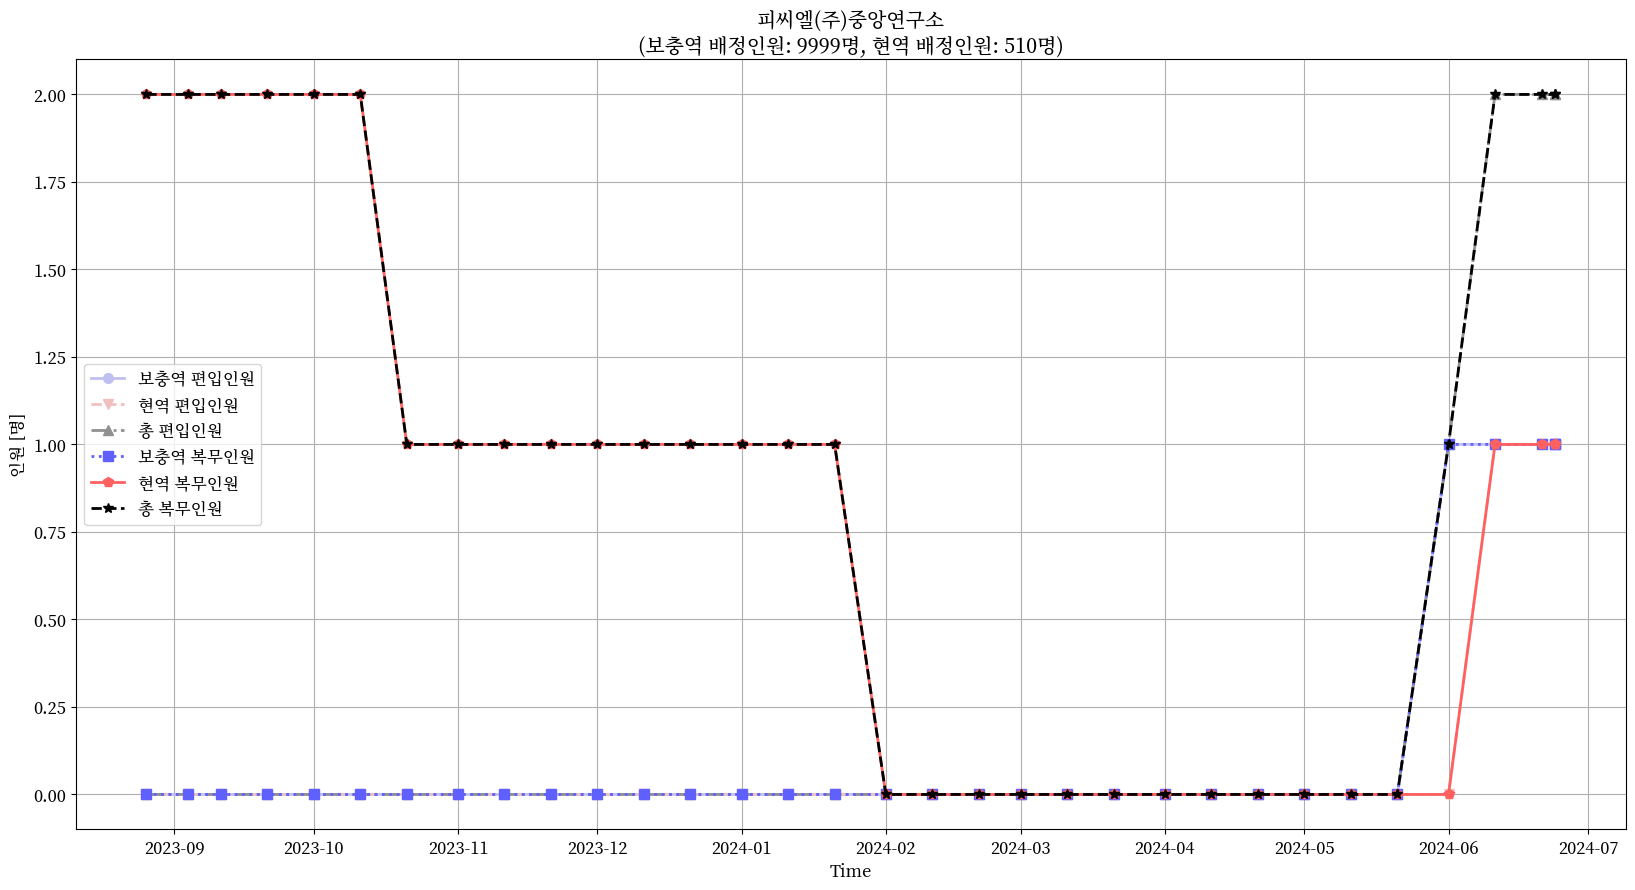 피씨엘(주)중앙연구소
(보충역 배정인원: 9999명, 현역 배정인원: 510명)
인원 [명]
2.00
1.75
1.50
1.25
1.00
0.75
0.50
0.25
0.00
보충역 편입인원
현역 편입인원
총 편입인원
보충역 복무인원
현역 복무인원
총 복무인원
2023-09
2023-10
2023-11
2023-12
2024-01
2024-02
2024-03
2024-04
2024-05
2024-06
2024-07
Time